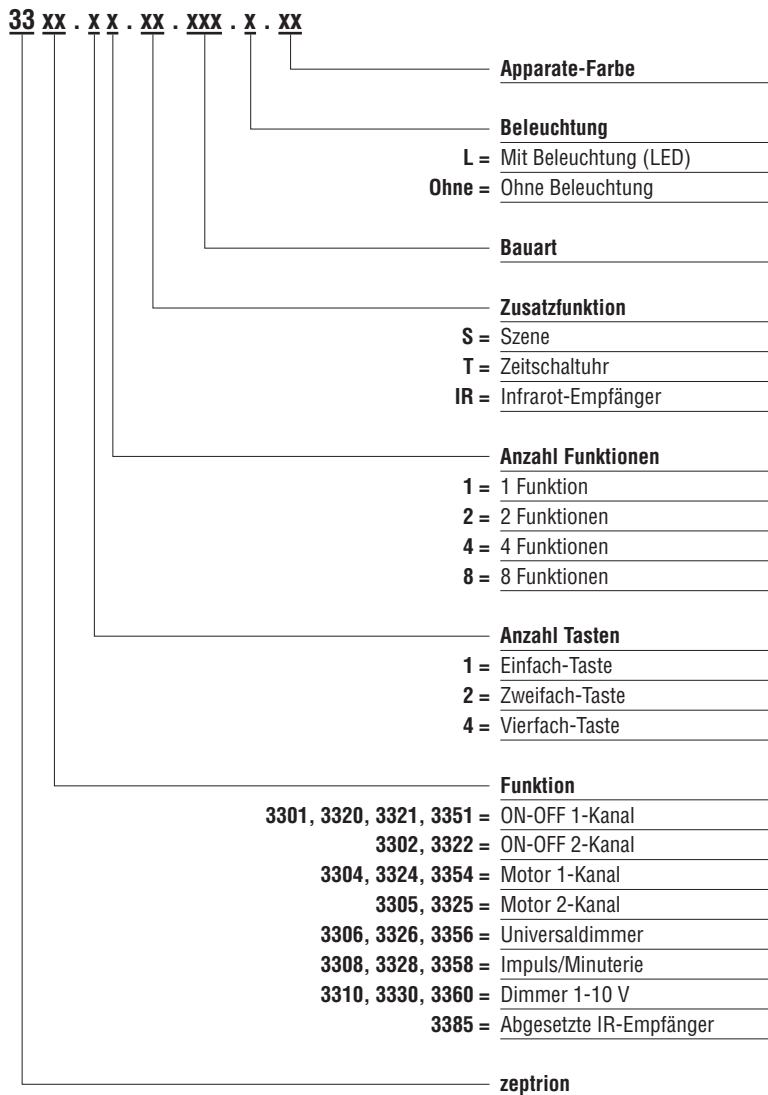 33 xx . x x . xx . xxx . x . xx
Apparate-Farbe
Beleuchtung
L = Mit Beleuchtung (LED)
Ohne = Ohne Beleuchtung
Bauart
Zusatzfunktion
S = Szene
T = Zeitschaltuhr
IR = Infrarot-Empfänger
Anzahl Funktionen
1 = 1 Funktion
2 = 2 Funktionen
4 = 4 Funktionen
8 = 8 Funktionen
Anzahl Tasten
1 = Einfach-Taste
2 = Zweifach-Taste
4 = Vierfach-Taste
Funktion
3301, 3320, 3321, 3351 = ON-OFF 1-Kanal
3302, 3322 = ON-OFF 2-Kanal
3304, 3324, 3354 = Motor 1-Kanal
3305, 3325 = Motor 2-Kanal
3306, 3326, 3356 = Universaldimmer
3308, 3328, 3358 = Impuls/Minuterie
3310, 3330, 3360 = Dimmer 1-10 V
3385 = Abgesetzte IR-Empfänger
zeptrion